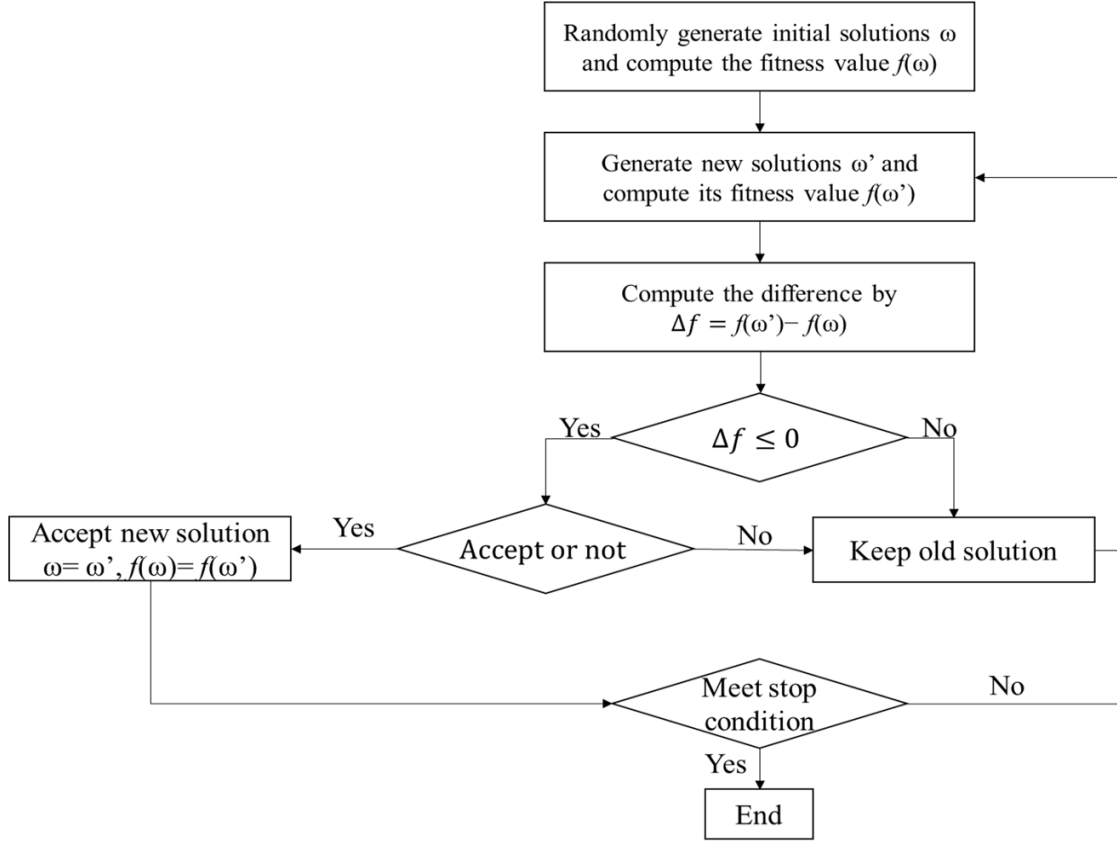 Randomly generate initial solutions ω
and compute the fitness value f(ω)
Generate new solutions ω’ and
compute its fitness value f(ω’)
Compute the difference by
Δf = f(ω’)− f(ω)
Yes
Δf ≤ 0
No
Accept new solution
ω= ω’, f(ω)= f(ω’)
Yes
Accept or not
No
Keep old solution
Meet stop
condition
No
Yes
End